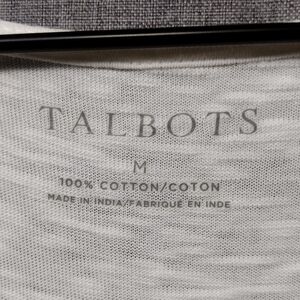 TALBOTS
M
100% COTTON/COTON
MADE IN INDIA/FABRIQUÉ EN INDE